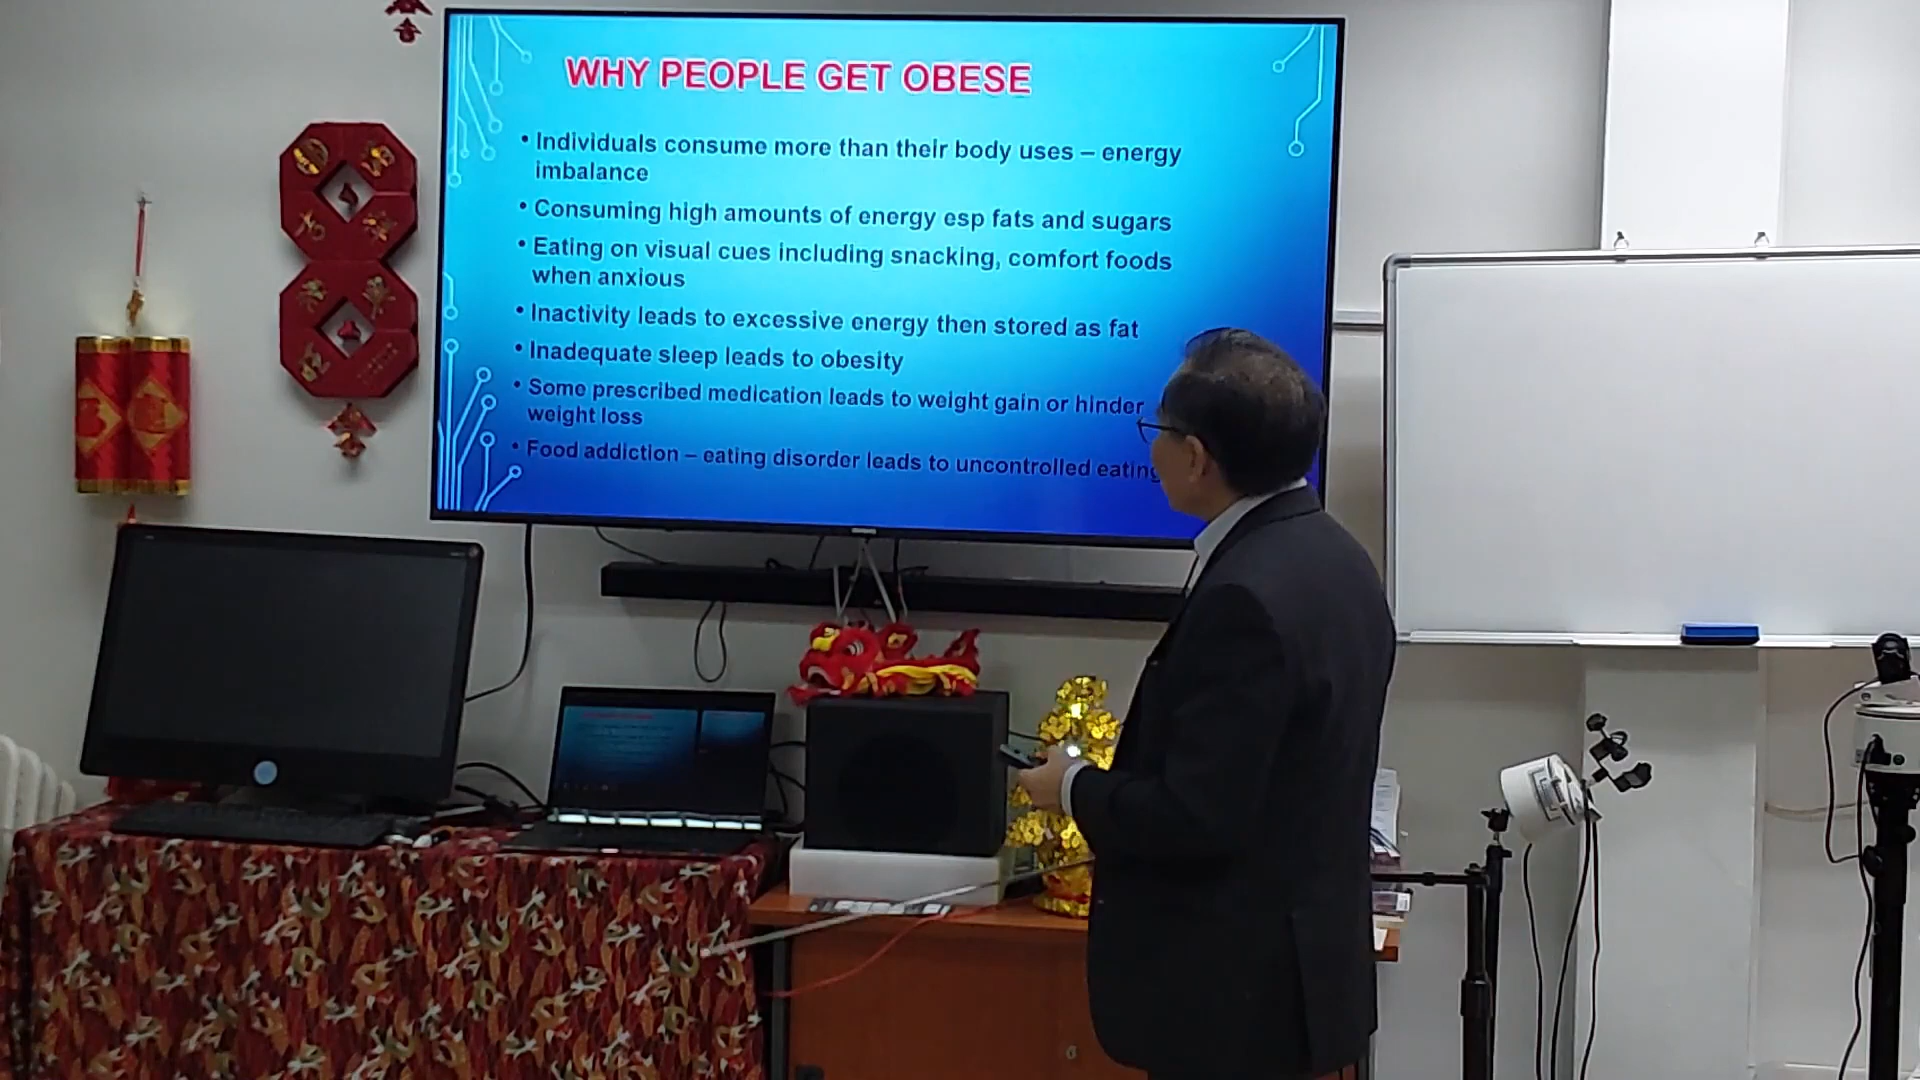 WHY PEOPLE GET OBESE
• Individuals consume more than their body uses – energy
imbalance
• Consuming high amounts of energy esp fats and sugars
• Eating on visual cues including snacking, comfort foods
when anxious
• Inactivity leads to excessive energy then stored as fat
• Inadequate sleep leads to obesity
• Some prescribed medication leads to weight gain or hinder
weight loss
• Food addiction – eating disorder leads to uncontrolled eating